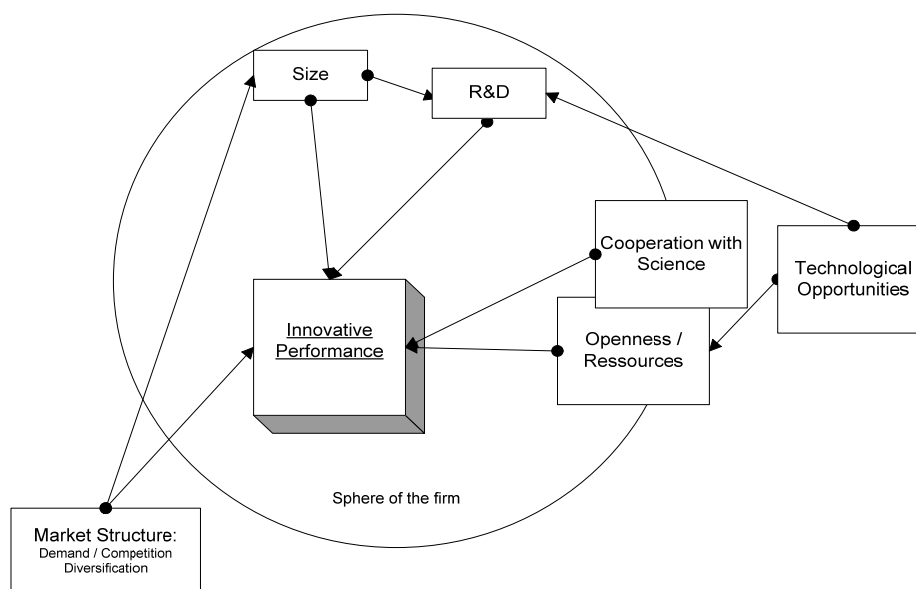 Size
R&D
Cooperation with
Science
Technological
Opportunities
Innovative
Performance
Openness /
Ressources
Sphere of the firm
Market Structure:
Demand / Competition
Diversification